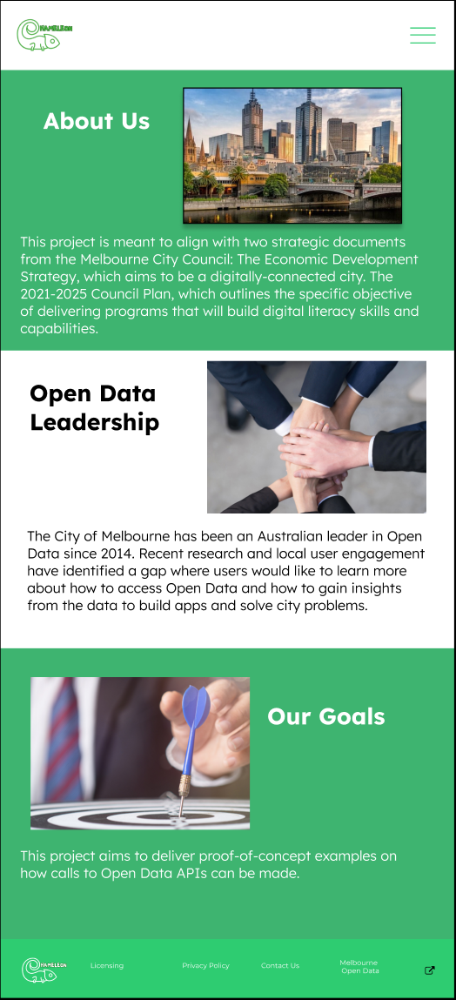 CHAMELEON
About Us
This project is meant to align with two strategic documents
from the Melbourne City Council: The Economic Development
Strategy, which aims to be a digitally-connected city. The
2021-2025 Council Plan, which outlines the specific objective
of delivering programs that will build digital literacy skills and
capabilities.
Open Data
Leadership
The City of Melbourne has been an Australian leader in Open
Data since 2014. Recent research and local user engagement
have identified a gap where users would like to learn more
about how to access Open Data and how to gain insights
from the data to build apps and solve city problems.
Our Goals
This project aims to deliver proof-of-concept examples on
how calls to Open Data APIs can be made.
CHAMELEON
Licensing
Privacy Policy
Contact Us
Melbourne
Open Data